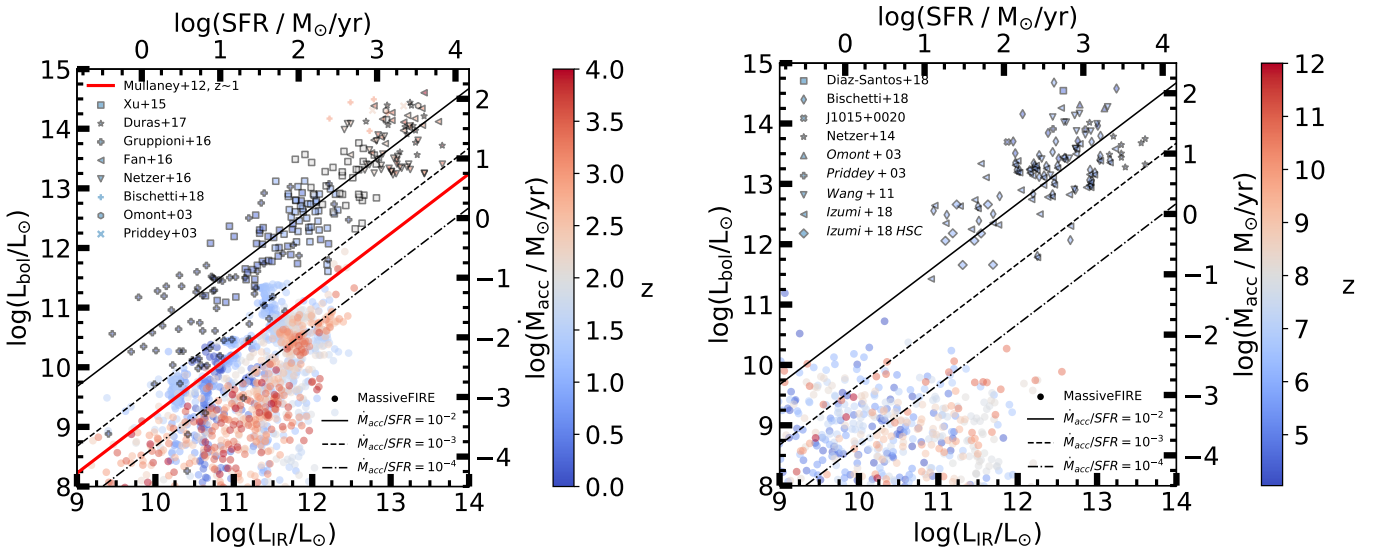 log(SFR / M⊙/yr)
0 1 2 3 4
15
14
13
12
11
10
9
8
log(L_bol/L⊙)
Mullaney+12, z~1
Xu+15
Duras+17
Gruppioni+16
Fan+16
Netzer+16
Bischetti+18
Omont+03
Priddey+03
MassiveFIRE
Ṁ_acc/SFR = 10^-2
Ṁ_acc/SFR = 10^-3
Ṁ_acc/SFR = 10^-4
2
1
0
−1
−2
−3
−4
log(Ṁ_acc / M⊙/yr)
9 10 11 12 13 14
log(L_IR/L⊙)
4.0
3.5
3.0
2.5
2.0
1.5
1.0
0.5
0.0
z
log(SFR / M⊙/yr)
0 1 2 3 4
15
14
13
12
11
10
9
8
log(L_bol/L⊙)
Diaz-Santos+18
Bischetti+18
J1015+0020
Netzer+14
Omont + 03
Priddey + 03
Wang + 11
Izumi + 18
Izumi + 18 HSC
MassiveFIRE
Ṁ_acc/SFR = 10^-2
Ṁ_acc/SFR = 10^-3
Ṁ_acc/SFR = 10^-4
2
1
0
−1
−2
−3
−4
log(Ṁ_acc / M⊙/yr)
9 10 11 12 13 14
log(L_IR/L⊙)
12
11
10
9
8
7
6
5
z